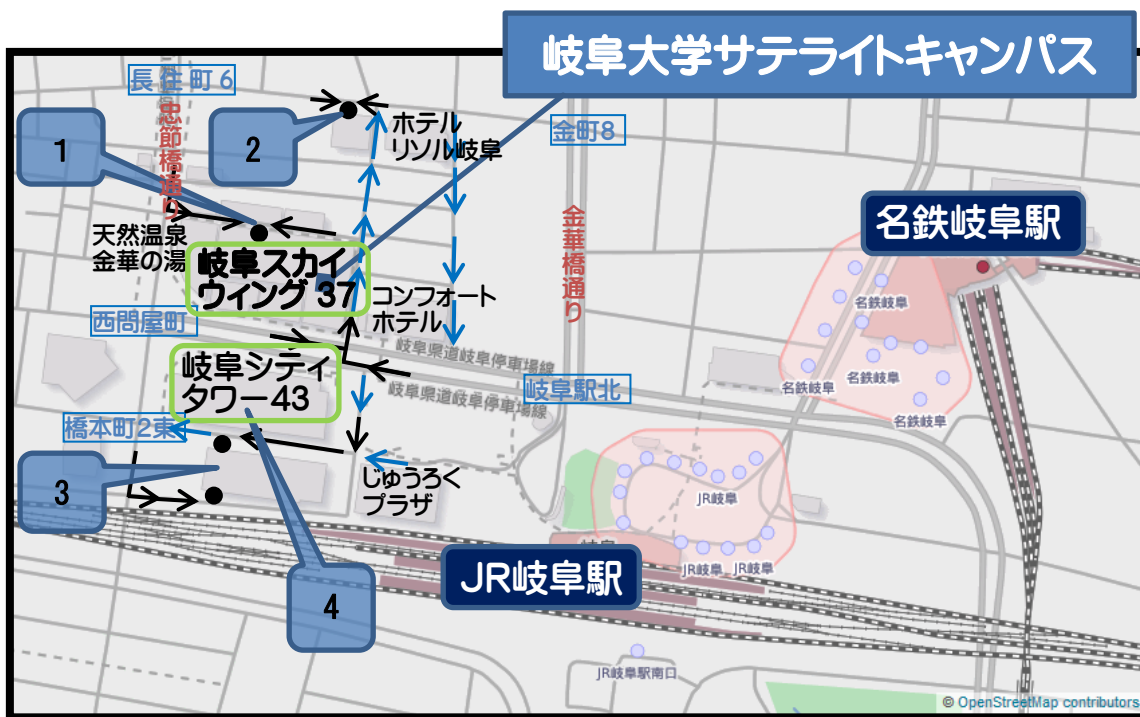 岐阜大学サテライトキャンパス
長住町6
忠節橋通り
1
2
ホテル
リソル岐阜
金町8
名鉄岐阜駅
天然温泉
金華の湯
岐阜スカイ
ウイング37
コンフォート
ホテル
金華橋通り
名鉄岐阜
名鉄岐阜
名鉄岐阜
名鉄岐阜
西問屋町
岐阜県道岐阜停車場線
岐阜県道岐阜停車場線
岐阜駅北
岐阜シティ
タワー43
橋本町2東
3
じゅうろく
プラザ
JR岐阜
JR岐阜
JR岐阜
岐阜
JR岐阜駅
4
JR岐阜駅南口
© OpenStreetMap contributors